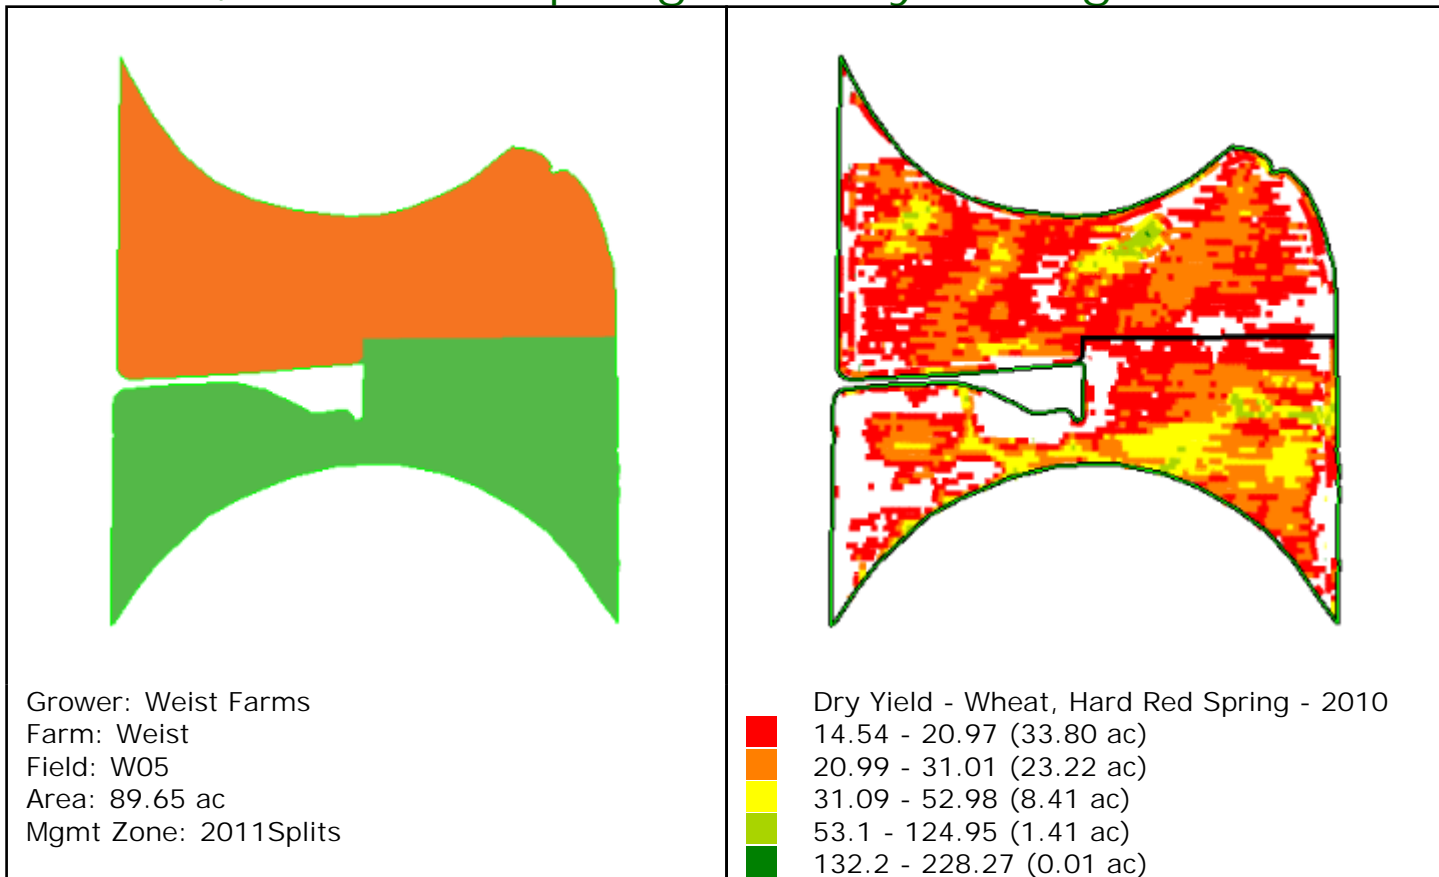 Grower: Weist Farms
Farm: Weist
Field: W05
Area: 89.65 ac
Mgmt Zone: 2011Splits
Dry Yield - Wheat, Hard Red Spring - 2010
14.54 - 20.97 (33.80 ac)
20.99 - 31.01 (23.22 ac)
31.09 - 52.98 (8.41 ac)
53.1 - 124.95 (1.41 ac)
132.2 - 228.27 (0.01 ac)